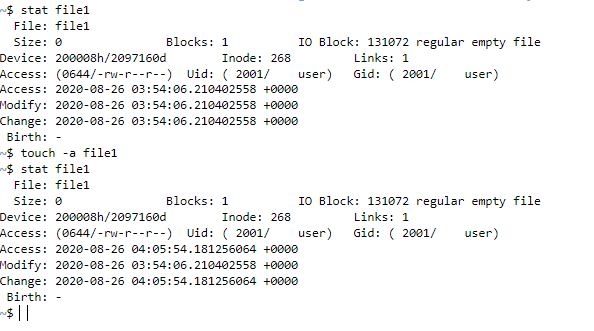 ~$ stat file1
  File: file1
  Size: 0               Blocks: 1          IO Block: 131072 regular empty file
Device: 200008h/2097160d        Inode: 268         Links: 1
Access: (0644/-rw-r--r--)  Uid: ( 2001/    user)   Gid: ( 2001/    user)
Access: 2020-08-26 03:54:06.210402558 +0000
Modify: 2020-08-26 03:54:06.210402558 +0000
Change: 2020-08-26 03:54:06.210402558 +0000
 Birth: -
~$ touch -a file1
~$ stat file1
  File: file1
  Size: 0               Blocks: 1          IO Block: 131072 regular empty file
Device: 200008h/2097160d        Inode: 268         Links: 1
Access: (0644/-rw-r--r--)  Uid: ( 2001/    user)   Gid: ( 2001/    user)
Access: 2020-08-26 04:05:54.181256064 +0000
Modify: 2020-08-26 03:54:06.210402558 +0000
Change: 2020-08-26 04:05:54.181256064 +0000
 Birth: -
~$